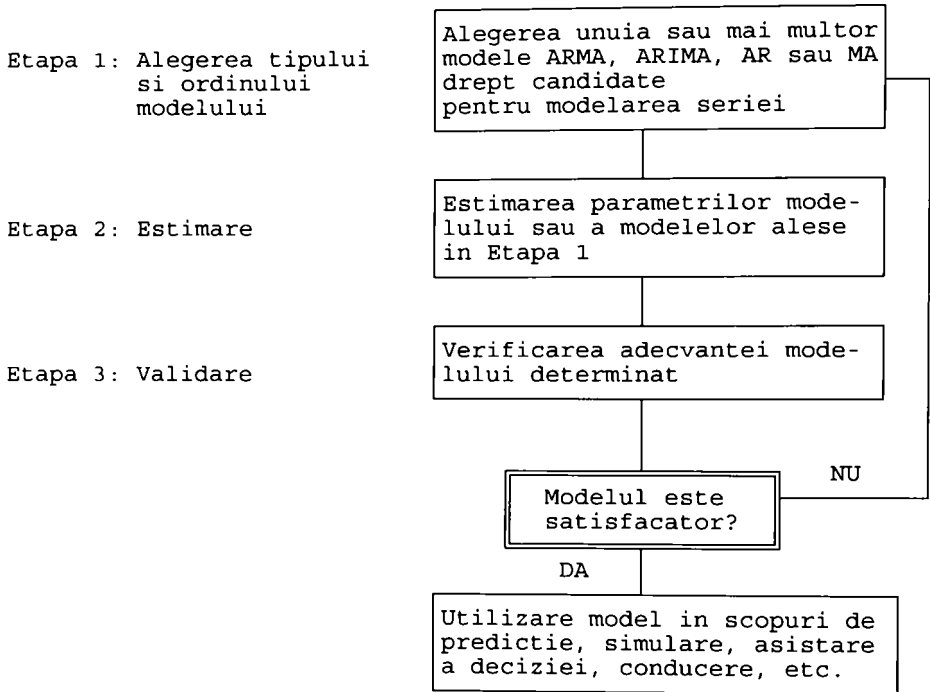 Alegerea unuia sau mai multor
Etapa 1: Alegerea tipului
modele ARMA, ARIMA, AR sau MA
si ordinului
drept candidate
modelului
pentru modelarea seriei
Etapa 2: Estimare
Estimarea parametrilor mode-
lului sau a modelelor alese
in Etapa 1
Etapa 3: Validare
Verificarea adecvantei mode-
lului determinat
NU
Modelul este
satisfacator?
DA
Utilizare model in scopuri de
predictie, simulare, asistare
a deciziei, conducere, etc.